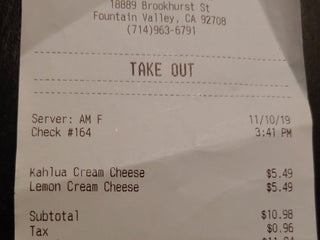 18889 Brookhurst St
Fountain Valley, CA 92708
(714)963-6791
TAKE OUT
Server: AM F 11/10/19
Check #164 3:41 PM
Kahlua Cream Cheese $5.49
Lemon Cream Cheese $5.49
Subtotal $10.98
Tax $0.96